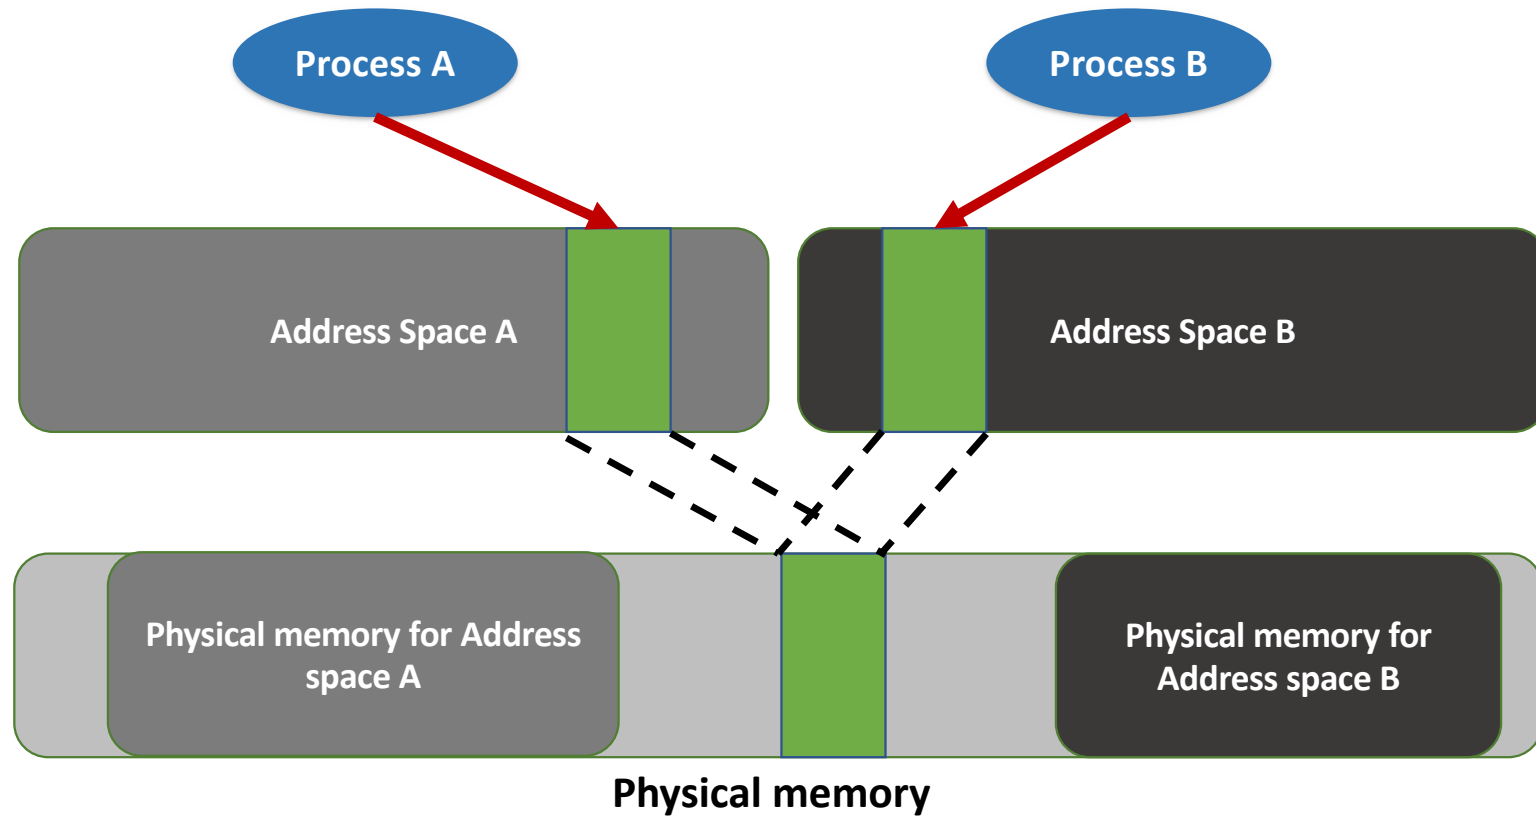 Process A
Process B
Address Space A
Address Space B
Physical memory for Address
space A
Physical memory for
Address space B
Physical memory